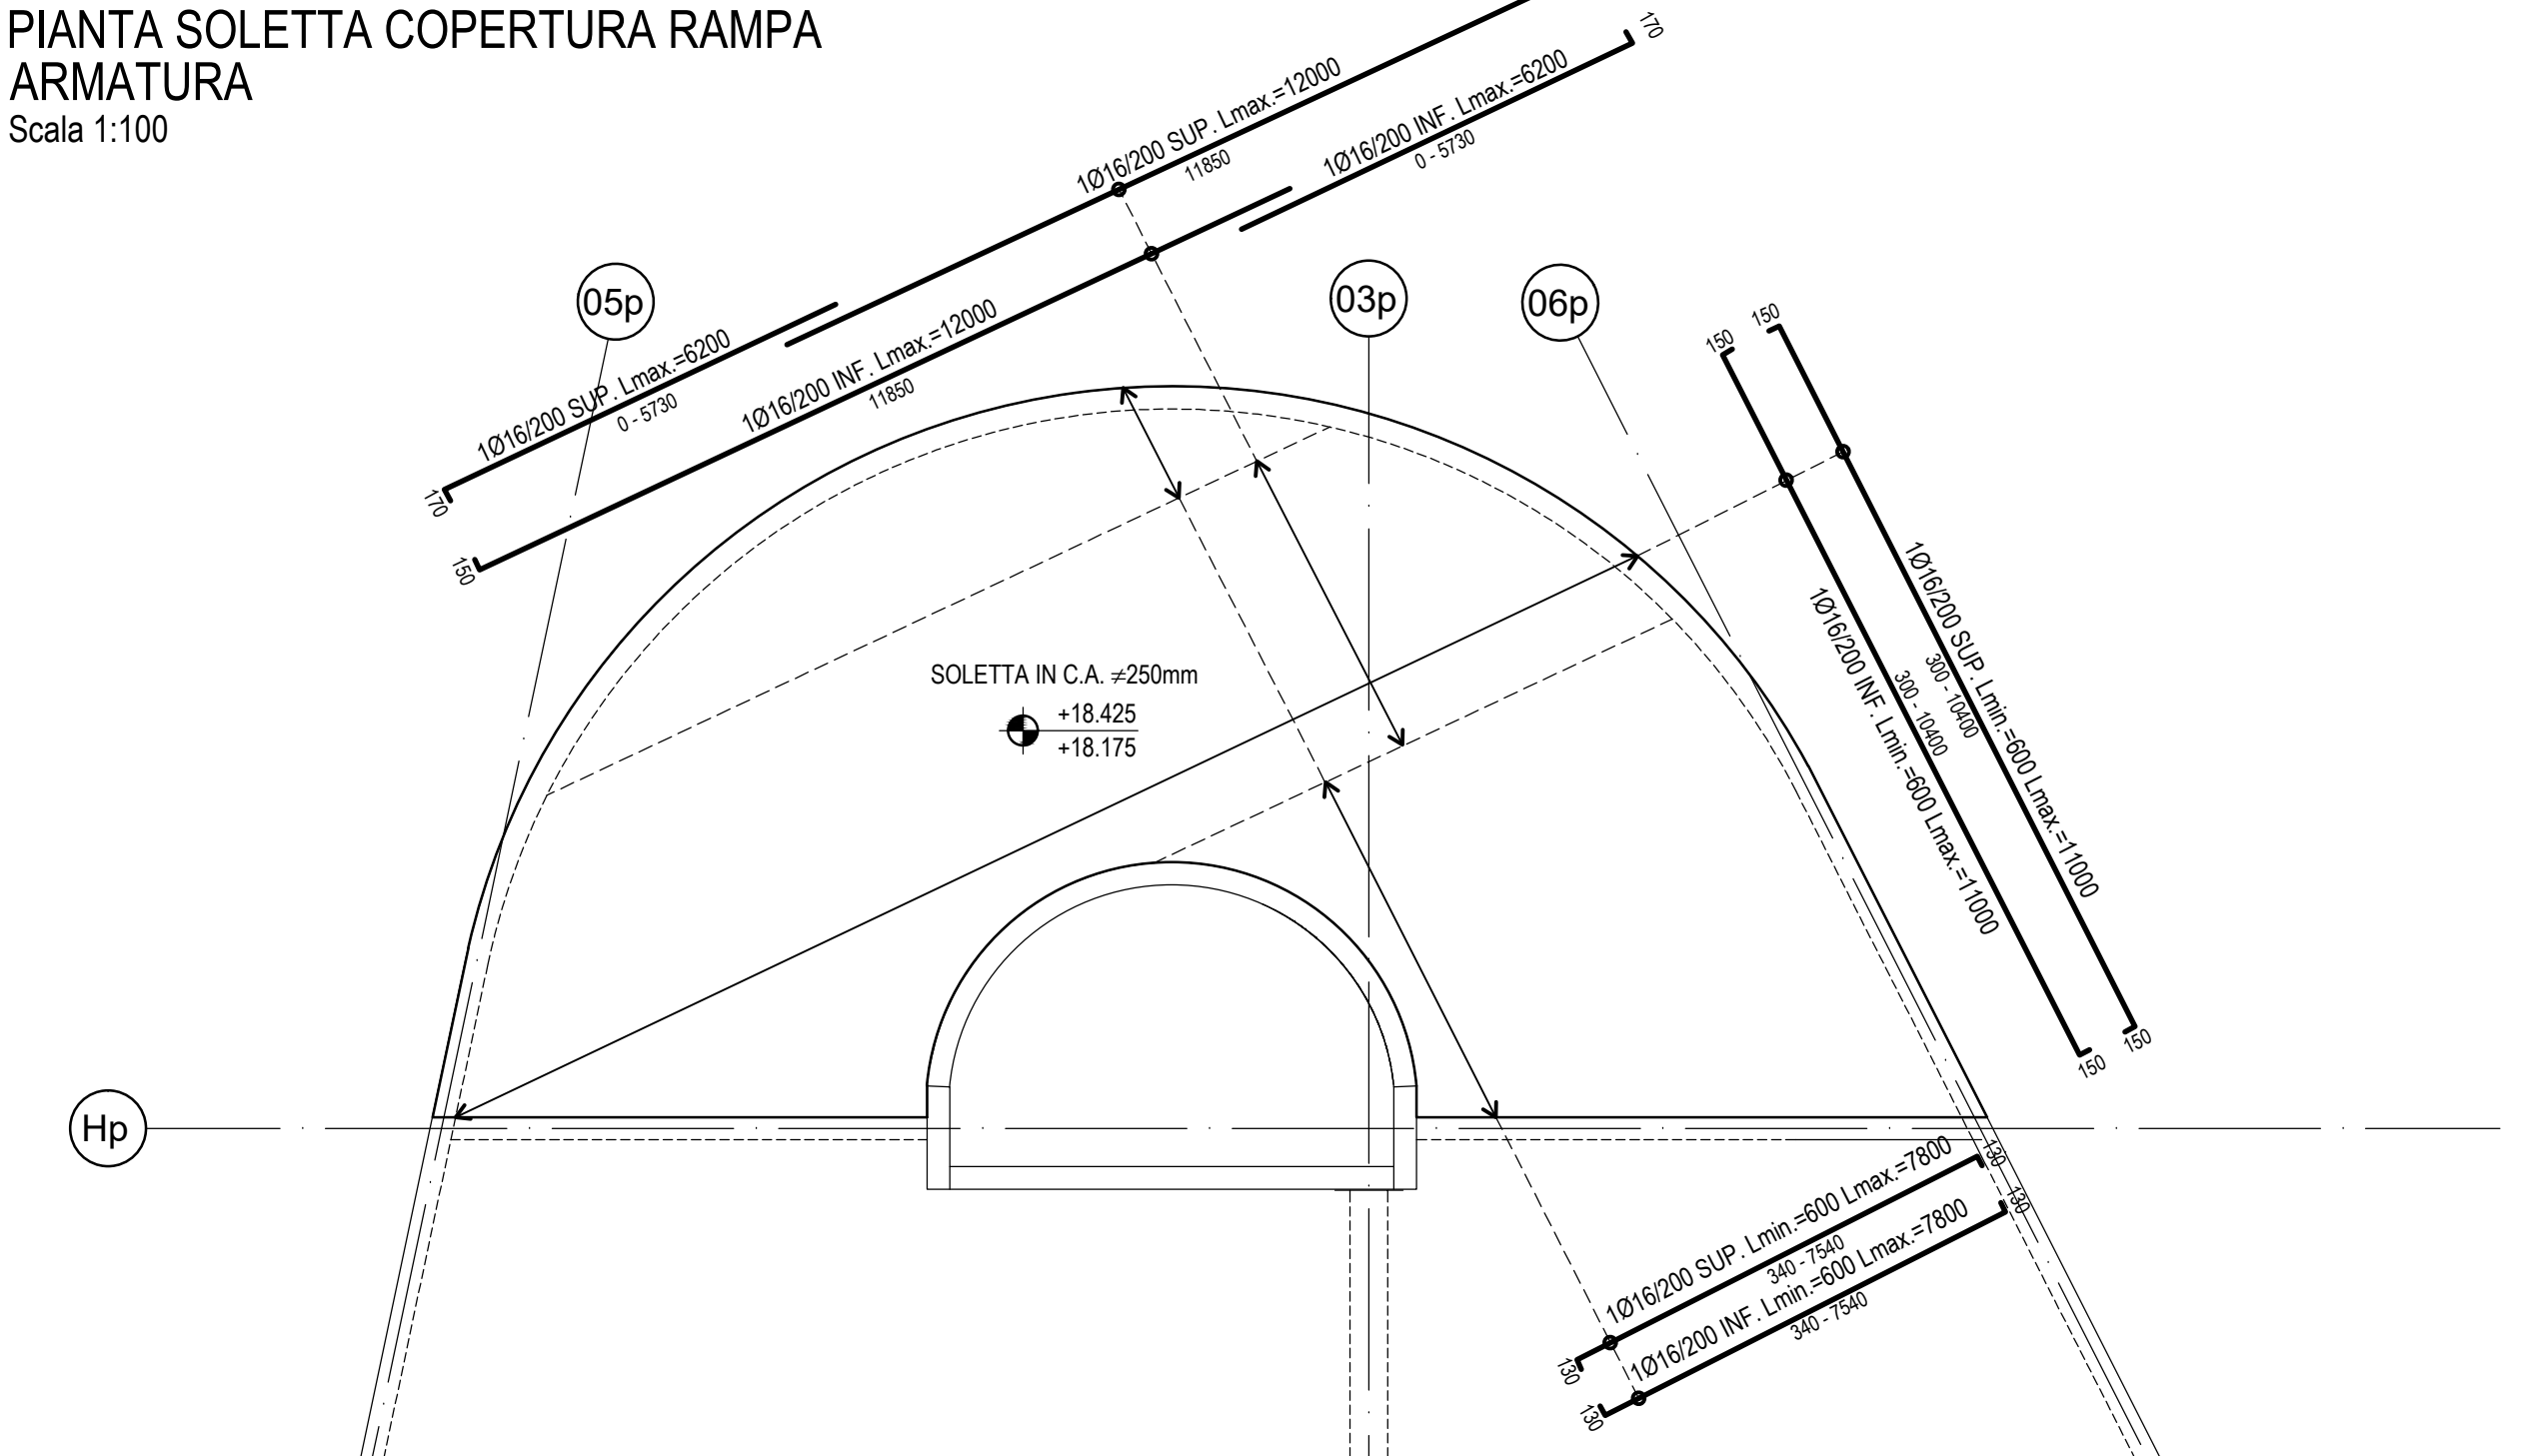 PIANTA SOLETTA COPERTURA RAMPA
ARMATURA
Scala 1:100
170
1Ø16/200 SUP. Lmax.=12000
11850
1Ø16/200 INF. Lmax.=6200
0 - 5730
05p
03p
06p
1Ø16/200 SUP. Lmax.=6200
0 - 5730
170
1Ø16/200 INF. Lmax.=12000
11850
150
150
150
1Ø16/200 SUP. Lmin.=600 Lmax.=11000
300 - 10400
150
1Ø16/200 INF. Lmin.=600 Lmax.=11000
300 - 10400
150
SOLETTA IN C.A. ≠250mm
+18.425
+18.175
Hp
130
1Ø16/200 SUP. Lmin.=600 Lmax.=7800
340 - 7540
130
130
1Ø16/200 INF. Lmin.=600 Lmax.=7800
340 - 7540
130